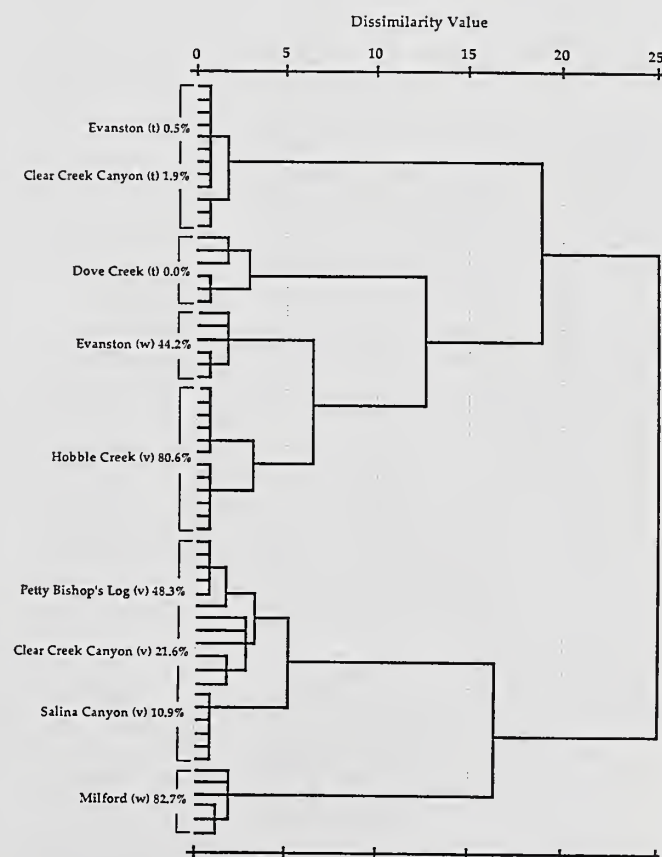 Dissimilarity Value
0 5 10 15 20 25
Evanston (t) 0.5%
Clear Creek Canyon (t) 1.9%
Dove Creek (t) 0.0%
Evanston (w) 44.2%
Hobble Creek (v) 80.6%
Petty Bishop's Log (v) 48.3%
Clear Creek Canyon (v) 21.6%
Salina Canyon (v) 10.9%
Milford (w) 82.7%